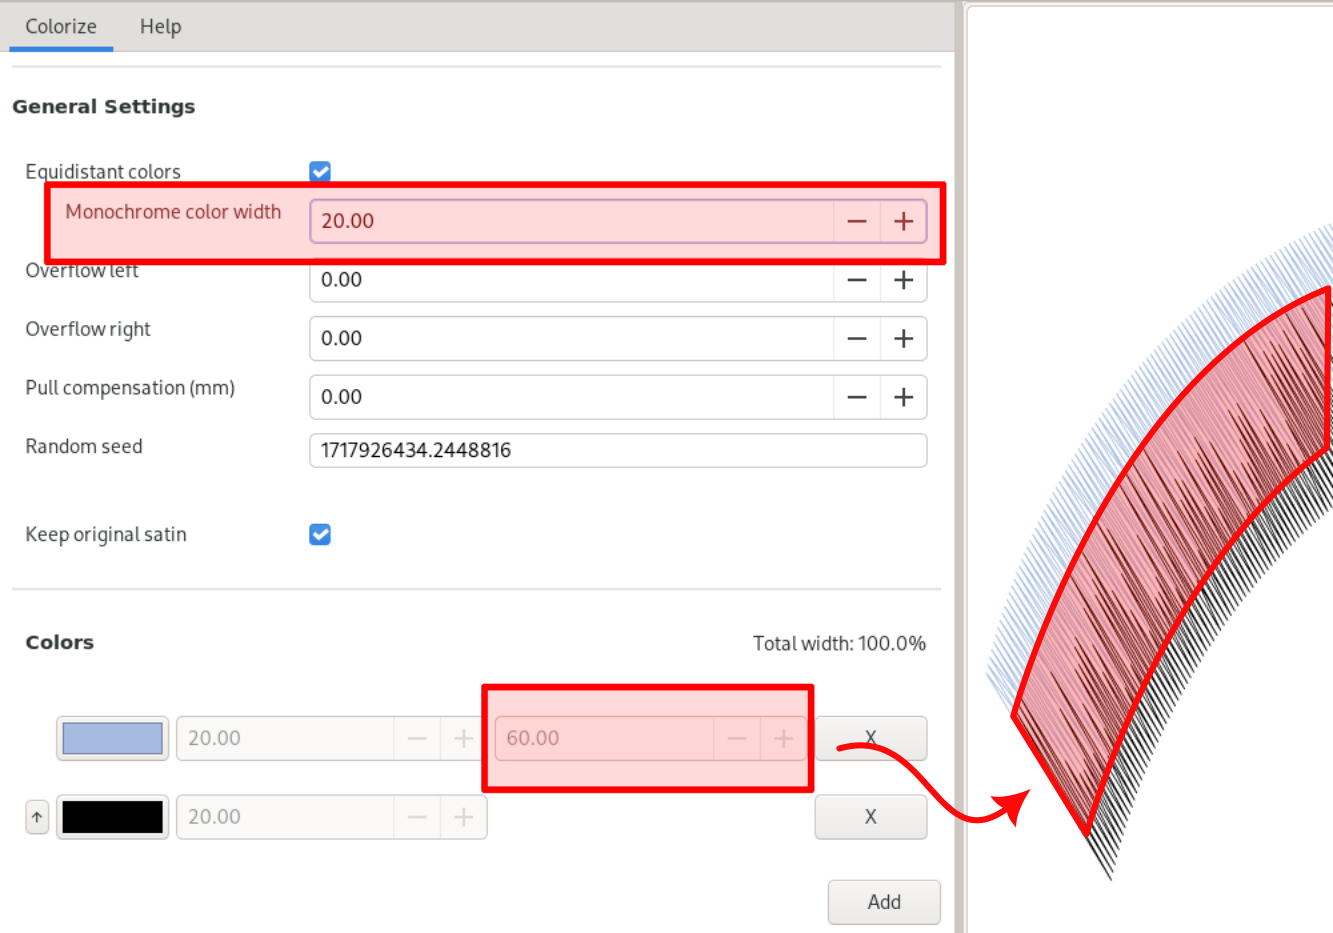 Colorize Help
General Settings
Equidistant colors
Monochrome color width 20.00
Overflow left 0.00
Overflow right 0.00
Pull compensation (mm) 0.00
Random seed 1717926434.2448816
Keep original satin
Colors Total width: 100.0%
20.00 60.00 X
20.00 X
Add